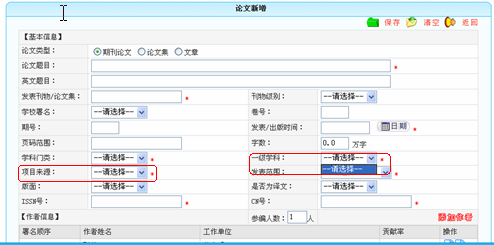 论文新增
保存 清空 返回
【基本信息】
论文类型： 期刊论文 论文集 文章
论文题目： *
英文题目：
发表刊物/论文集： * 刊物级别： --请选择-- *
学校署名： --请选择-- 卷号：
期号： 发表/出版时间： 日期 *
页码范围： 字数： 0.0 万字
学科门类： --请选择-- * 一级学科： --请选择-- *
项目来源： --请选择-- * 发表范围： --请选择-- *
版面： --请选择-- 是否为译文： --请选择--
ISSN号： * CN号： *
【作者信息】 参编人数： 1 人
署名顺序 作者姓名 工作单位 贡献率 操作